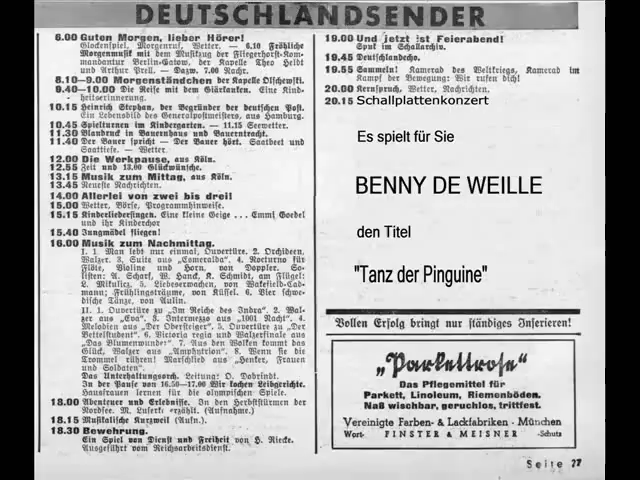 DEUTSCHLANDSENDER
6.00 Guten Morgen, lieber Hörer!
Glockenspiel, Morgenruf, Wetter. — 6.10 Fröhliche
Morgenmusik mit dem Musikzug der Fliegerhorst-Kom-
mandantur Berlin-Gatow, der Kapelle Theo Heldt
und Arthur Prell. — Dazw. 7.00 Nachr.
8.10—9.00 Morgenständchen der Kapelle Olschewski.
9.40—10.00 Die Reise mit dem Giärkanten. Eine Kind-
heitserinnerung.
10.15 Heinrich Stephan, der Begründer der deutschen Post.
Ein Lebensbild des Generalpostmeisters, aus Hamburg.
10.45 Spielturnen im Kindergarten. — 11.15 Seewetter.
11.30 Blaudruck in Bauernhaus und Bauerntracht.
11.40 Der Bauer spricht — Der Bauer hört. Saatbeet und
Saattiefe. — Wetter.
12.00 Die Werkpause, aus Köln.
12.55 Zeit und 13.00 Glückwünsche.
13.15 Musik zum Mittag, aus Köln.
13.45 Neueste Nachrichten.
14.00 Allerlei von zwei bis drei!
15.00 Wetter, Börse, Programmhinweise.
15.15 Kinderliedersingen. Eine kleine Geige ... Emmi Goedel
und ihr Kinderchor
15.40 Jungmädel fliegen!
16.00 Musik zum Nachmittag.
I. 1. Man lebt nur einmal, Ouvertüre. 2. Orchideen,
Walzer. 3. Suite aus „Esmeralda". 4. Nocturno für
Flöte, Violine und Horn, von Doppler. So-
listen: A. Scharf, W. Hanck, K. Schmidt, am Flügel:
L. Mikulicz. 5. Liebeserwachen, von Wakefield-Cad-
mann; Frühlingsträume, von Küssel. 6. Vier schwe-
dische Tänze, von Aulin.
II. 1. Ouvertüre zu „Im Reiche des Indra". 2. Wal-
zer aus „Eva". 3. Intermezzo aus „1001 Nacht". 4.
Melodien aus „Der Obersteiger". 5. Ouvertüre zu „Der
Bettelstudent". 6. Victoria regia und Walzerfinale aus
„Das Blumenwunder". 7. Aus den Wolken kommt das
Glück, Walzer aus „Amphytrion". 8. Wenn sie die
Trommel rühren! Marschlied aus „Henker, Frauen
und Soldaten".
Das Unterhaltungsorch. Leitung: O. Dobrindt.
In der Pause von 16.50—17.00 Wir kochen Leibgerichte.
Hausfrauen lernen für die olympischen Spiele.
18.00 Abenteuer und Erlebnisse. In den Herbststürmen der
Nordsee. M. Luserke erzählt. (Aufnahme.)
18.15 Musikalische Kurzweil (Aufn.).
18.30 Bewehrung.
Ein Spiel von Dienst und Freiheit von H. Riecke.
Ausgeführt vom Reichsarbeitsdienst.
19.00 Und jetzt ist Feierabend!
Spuk im Schallarchiv.
19.45 Deutschlandecho.
19.55 Sammeln! Kamerad des Weltkriegs, Kamerad im
Kampf der Bewegung: Wir rufen dich!
20.00 Kernspruch, Wetter, Nachrichten.
20.15 Schallplattenkonzert
Es spielt für Sie
BENNY DE WEILLE
den Titel
"Tanz der Pinguine"
Vollen Erfolg bringt nur ständiges Inserieren!
„Parkettrose"
Das Pflegemittel für
Parkett, Linoleum, Riemenböden.
Naß wischbar, geruchlos, trittfest.
Vereinigte Farben- & Lackfabriken - München
Wort- FINSTER & MEISNER -Schutz
Seite 27